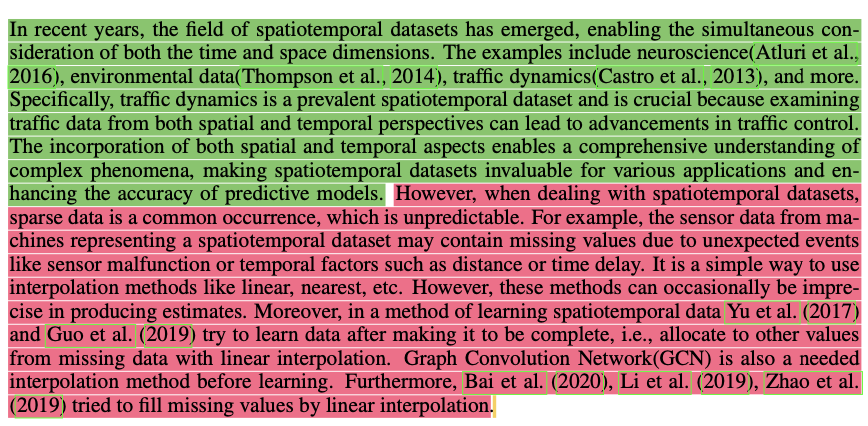 In recent years, the field of spatiotemporal datasets has emerged, enabling the simultaneous con-
sideration of both the time and space dimensions. The examples include neuroscience(Atluri et al.,
2016), environmental data(Thompson et al., 2014), traffic dynamics(Castro et al., 2013), and more.
Specifically, traffic dynamics is a prevalent spatiotemporal dataset and is crucial because examining
traffic data from both spatial and temporal perspectives can lead to advancements in traffic control.
The incorporation of both spatial and temporal aspects enables a comprehensive understanding of
complex phenomena, making spatiotemporal datasets invaluable for various applications and en-
hancing the accuracy of predictive models. However, when dealing with spatiotemporal datasets,
sparse data is a common occurrence, which is unpredictable. For example, the sensor data from ma-
chines representing a spatiotemporal dataset may contain missing values due to unexpected events
like sensor malfunction or temporal factors such as distance or time delay. It is a simple way to use
interpolation methods like linear, nearest, etc. However, these methods can occasionally be impre-
cise in producing estimates. Moreover, in a method of learning spatiotemporal data Yu et al. (2017)
and Guo et al. (2019) try to learn data after making it to be complete, i.e., allocate to other values
from missing data with linear interpolation. Graph Convolution Network(GCN) is also a needed
interpolation method before learning. Furthermore, Bai et al. (2020), Li et al. (2019), Zhao et al.
(2019) tried to fill missing values by linear interpolation.